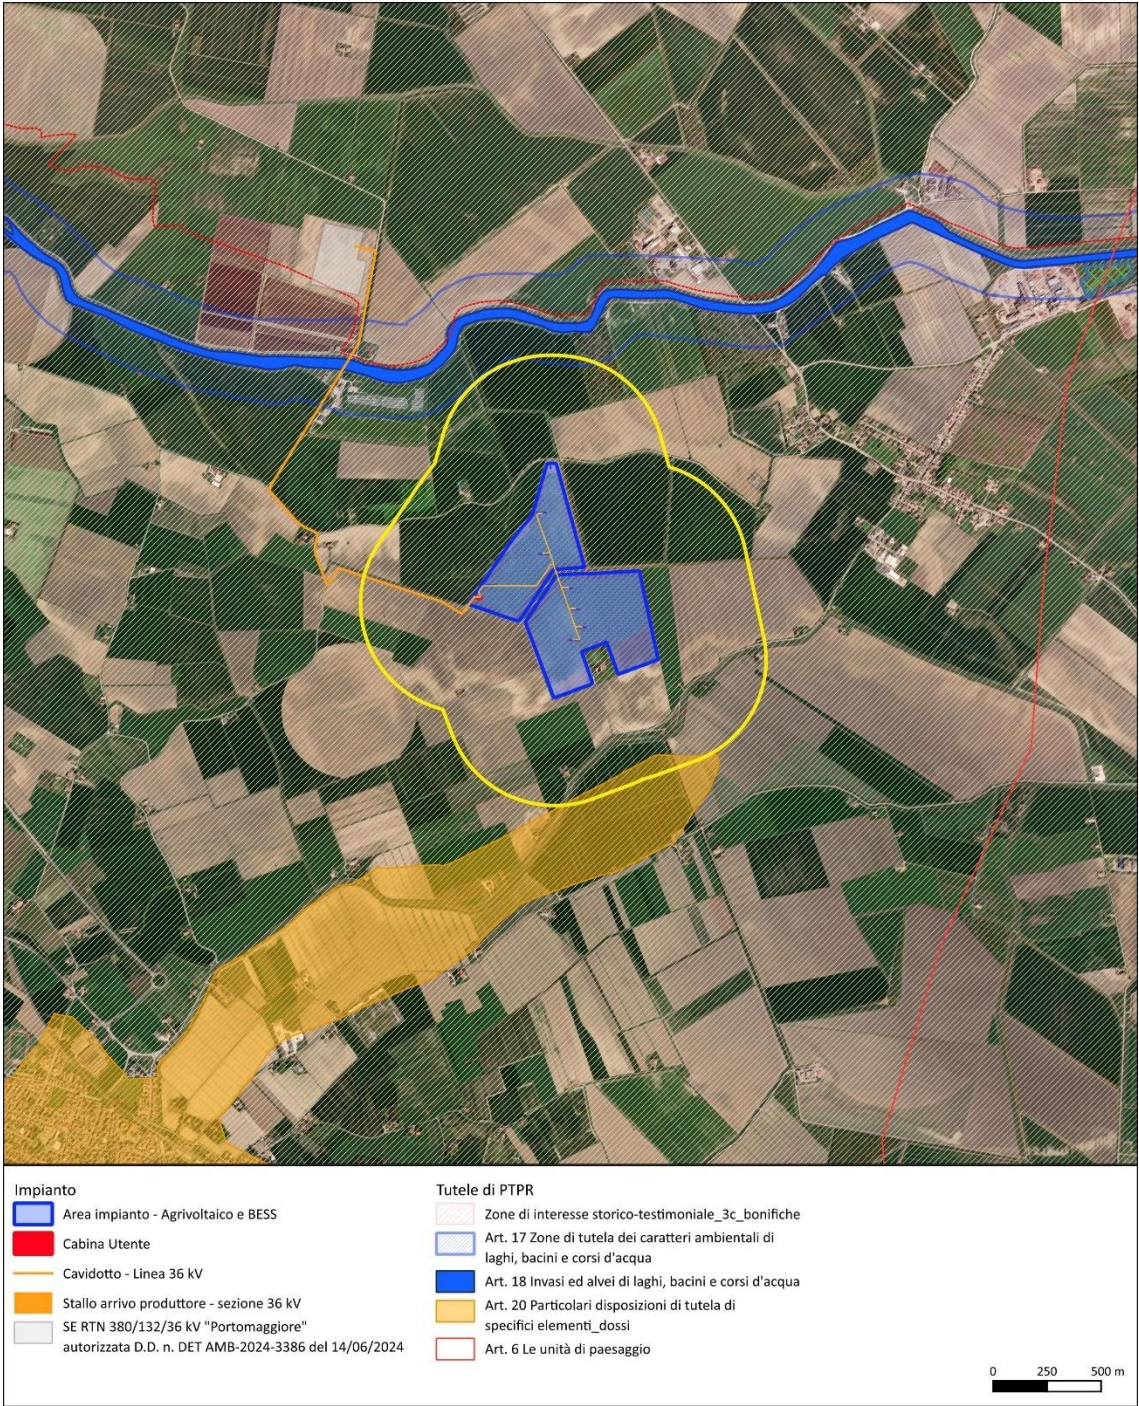 Impianto
Area impianto - Agrivoltaico e BESS
Cabina Utente
Cavidotto - Linea 36 kV
Stallo arrivo produttore - sezione 36 kV
SE RTN 380/132/36 kV "Portomaggiore"
autorizzata D.D. n. DET AMB-2024-3386 del 14/06/2024
Tutele di PTPR
Zone di interesse storico-testimoniale_3c_bonifiche
Art. 17 Zone di tutela dei caratteri ambientali di
laghi, bacini e corsi d'acqua
Art. 18 Invasi ed alvei di laghi, bacini e corsi d'acqua
Art. 20 Particolari disposizioni di tutela di
specifici elementi_dossi
Art. 6 Le unità di paesaggio
0 250 500 m